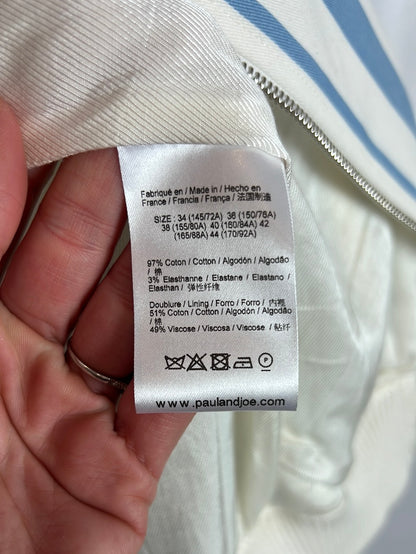 Fabriqué en / Made in / Hecho en
France / Francia / França / 法国制造
SIZE: 34 (145/72A) 36 (150/76A)
38 (155/80A) 40 (160/84A) 42
(165/88A) 44 (170/92A)
97% Coton / Cotton / Algodón / Algodão
/ 棉
3% Elasthanne / Elastane / Elastano /
Elasthan / 弹性纤
Doublure / Lining / Forro / Forro / 内裡
51% Coton / Cotton / Algodón / Algodão
/ 棉
49% Viscose / Viscosa / Viscose / 粘纤
P
www.paulandjoe.com